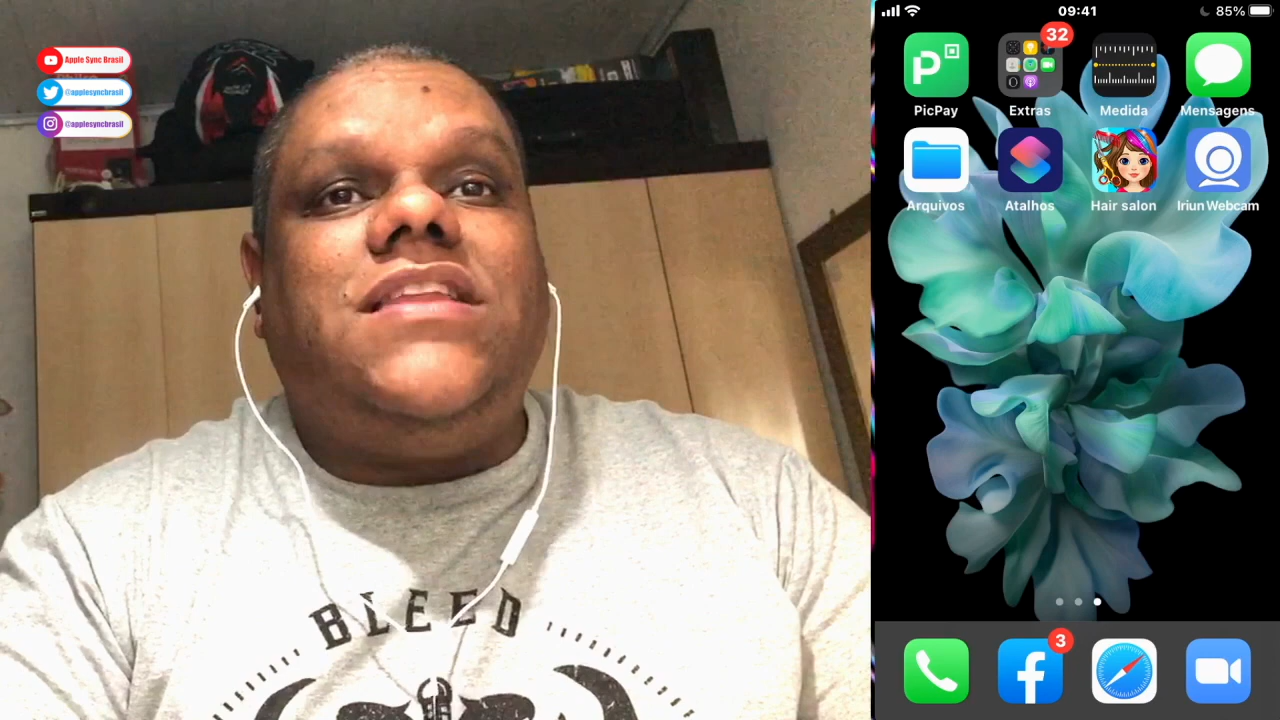 Apple Sync Brasil
@applesyncbrasil
@applesyncbrasil
BLEED
09:41
85%
32
PicPay
Extras
Medida
Mensagens
Arquivos
Atalhos
Hair salon
Iriun Webcam
3